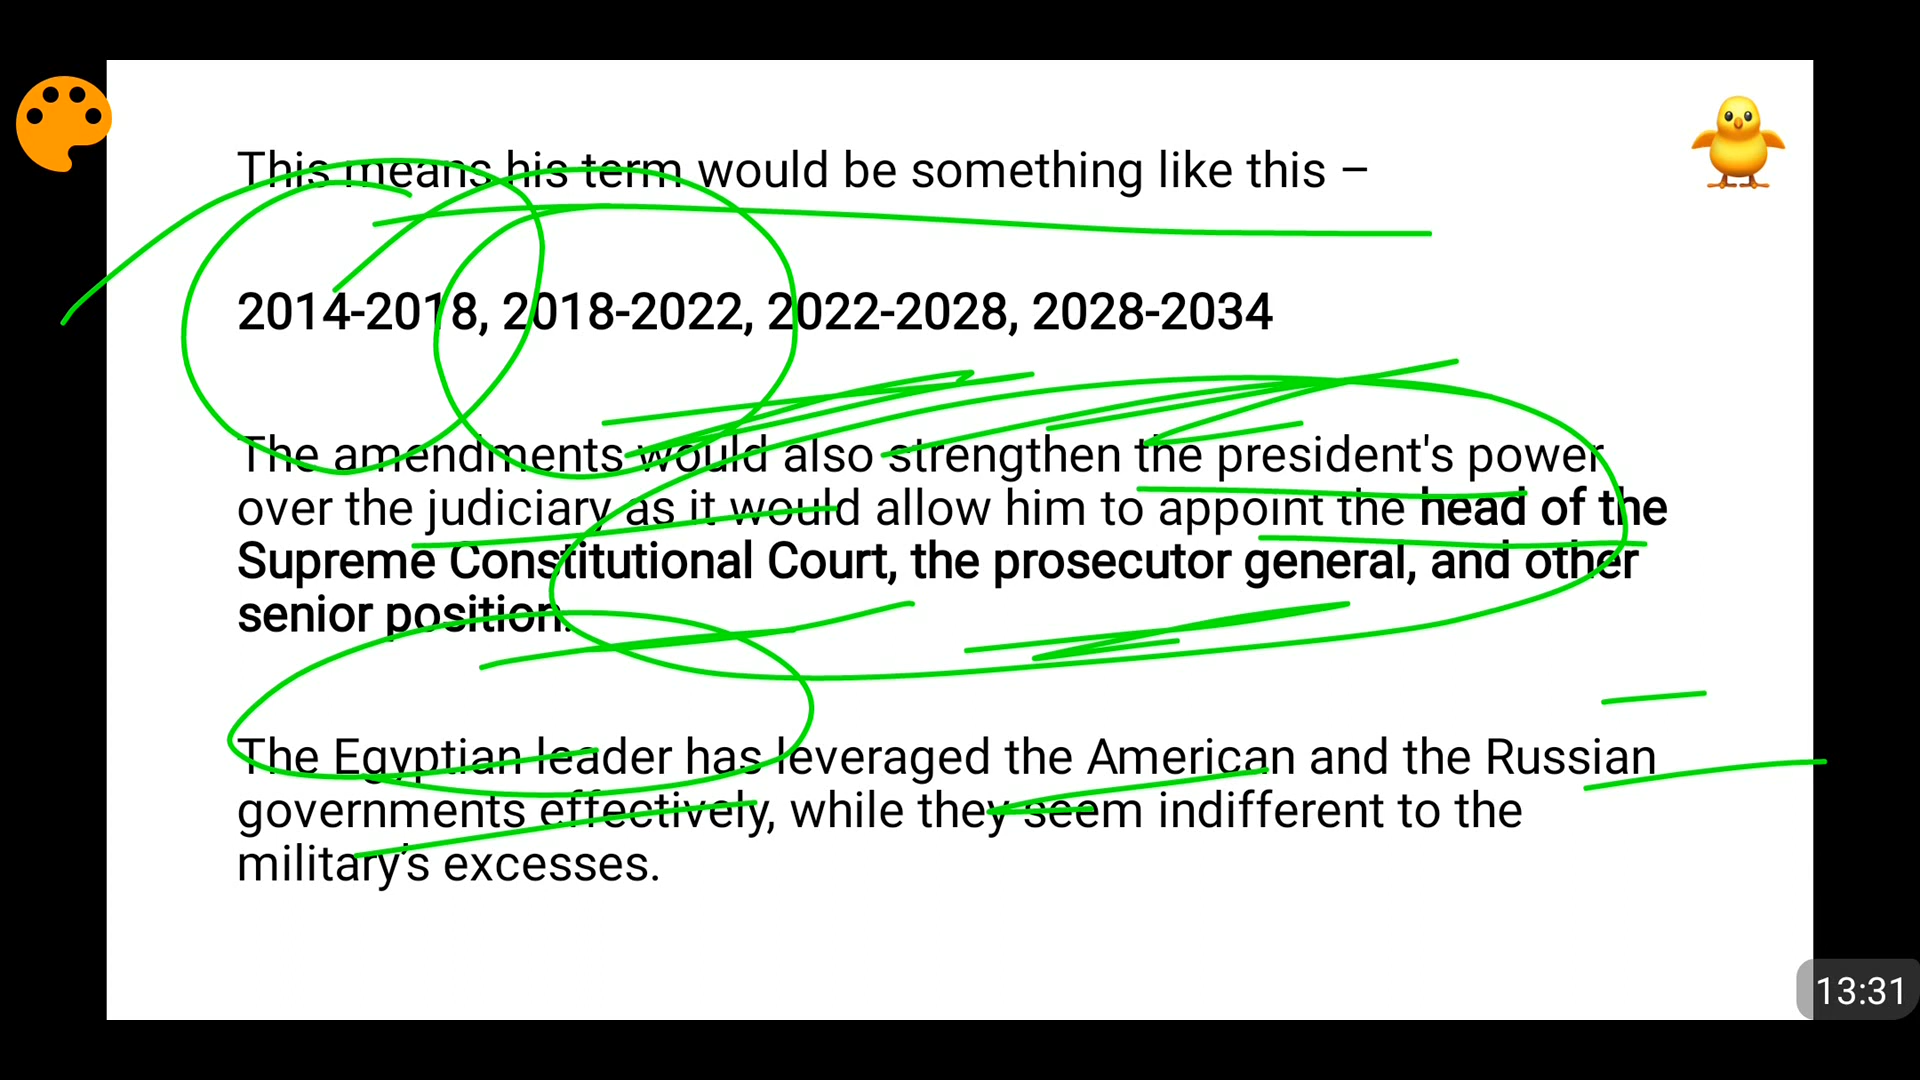 This means his term would be something like this –
2014-2018, 2018-2022, 2022-2028, 2028-2034
The amendments would also strengthen the president's power
over the judiciary as it would allow him to appoint the head of the
Supreme Constitutional Court, the prosecutor general, and other
senior position.
The Egyptian leader has leveraged the American and the Russian
governments effectively, while they seem indifferent to the
military's excesses.
13:31